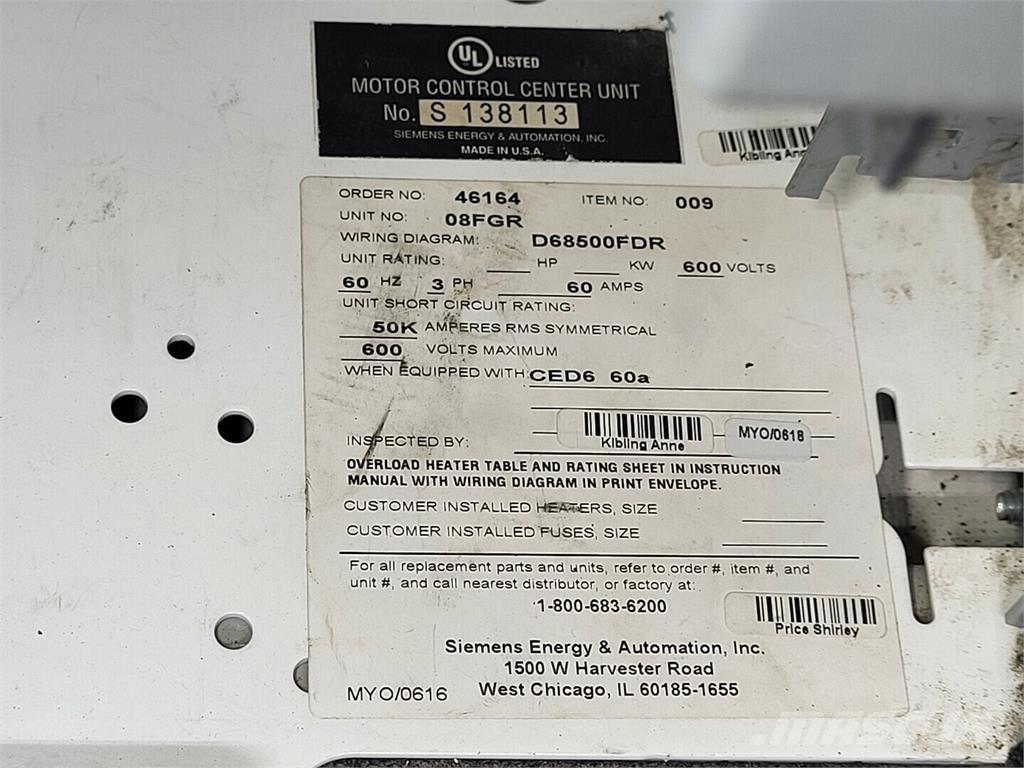 UL LISTED
MOTOR CONTROL CENTER UNIT
No. S 138113
SIEMENS ENERGY & AUTOMATION, INC.
MADE IN U.S.A.
Kibling Anne
ORDER NO: 46164 ITEM NO: 009
UNIT NO: 08FGR
WIRING DIAGRAM: D68500FDR
UNIT RATING: ___ HP ___ KW 600 VOLTS
60 HZ 3 PH 60 AMPS
UNIT SHORT CIRCUIT RATING:
50K AMPERES RMS SYMMETRICAL
600 VOLTS MAXIMUM
WHEN EQUIPPED WITH: CED6 60a
INSPECTED BY: Kibling Anne MYO/0618
OVERLOAD HEATER TABLE AND RATING SHEET IN INSTRUCTION
MANUAL WITH WIRING DIAGRAM IN PRINT ENVELOPE.
CUSTOMER INSTALLED HEATERS, SIZE
CUSTOMER INSTALLED FUSES, SIZE
For all replacement parts and units, refer to order #, item #, and
unit #, and call nearest distributor, or factory at:
1-800-683-6200
Price Shirley
Siemens Energy & Automation, Inc.
1500 W Harvester Road
West Chicago, IL 60185-1655
MYO/0616
MASCUS